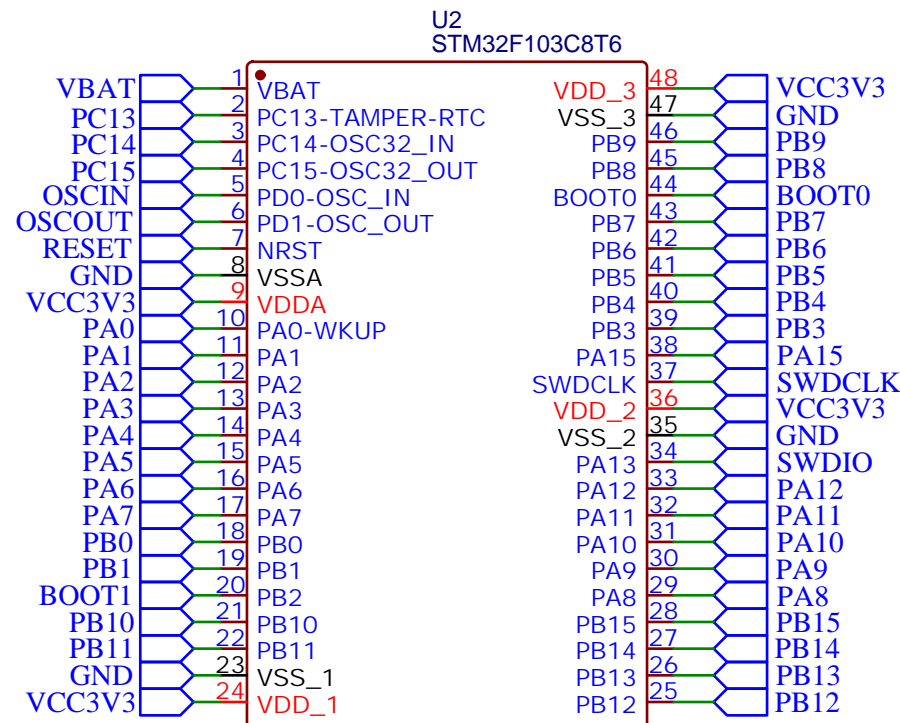 U2
STM32F103C8T6
VBAT 1 VBAT VDD_3 48 VCC3V3
PC13 2 PC13-TAMPER-RTC VSS_3 47 GND
PC14 3 PC14-OSC32_IN PB9 46 PB9
PC15 4 PC15-OSC32_OUT PB8 45 PB8
OSCIN 5 PD0-OSC_IN BOOT0 44 BOOT0
OSCOUT 6 PD1-OSC_OUT PB7 43 PB7
RESET 7 NRST PB6 42 PB6
GND 8 VSSA PB5 41 PB5
VCC3V3 9 VDDA PB4 40 PB4
PA0 10 PA0-WKUP PB3 39 PB3
PA1 11 PA1 PA15 38 PA15
PA2 12 PA2 SWDCLK 37 SWDCLK
PA3 13 PA3 VDD_2 36 VCC3V3
PA4 14 PA4 VSS_2 35 GND
PA5 15 PA5 PA13 34 SWDIO
PA6 16 PA6 PA12 33 PA12
PA7 17 PA7 PA11 32 PA11
PB0 18 PB0 PA10 31 PA10
PB1 19 PB1 PA9 30 PA9
BOOT1 20 PB2 PA8 29 PA8
PB10 21 PB10 PB15 28 PB15
PB11 22 PB11 PB14 27 PB14
GND 23 VSS_1 PB13 26 PB13
VCC3V3 24 VDD_1 PB12 25 PB12